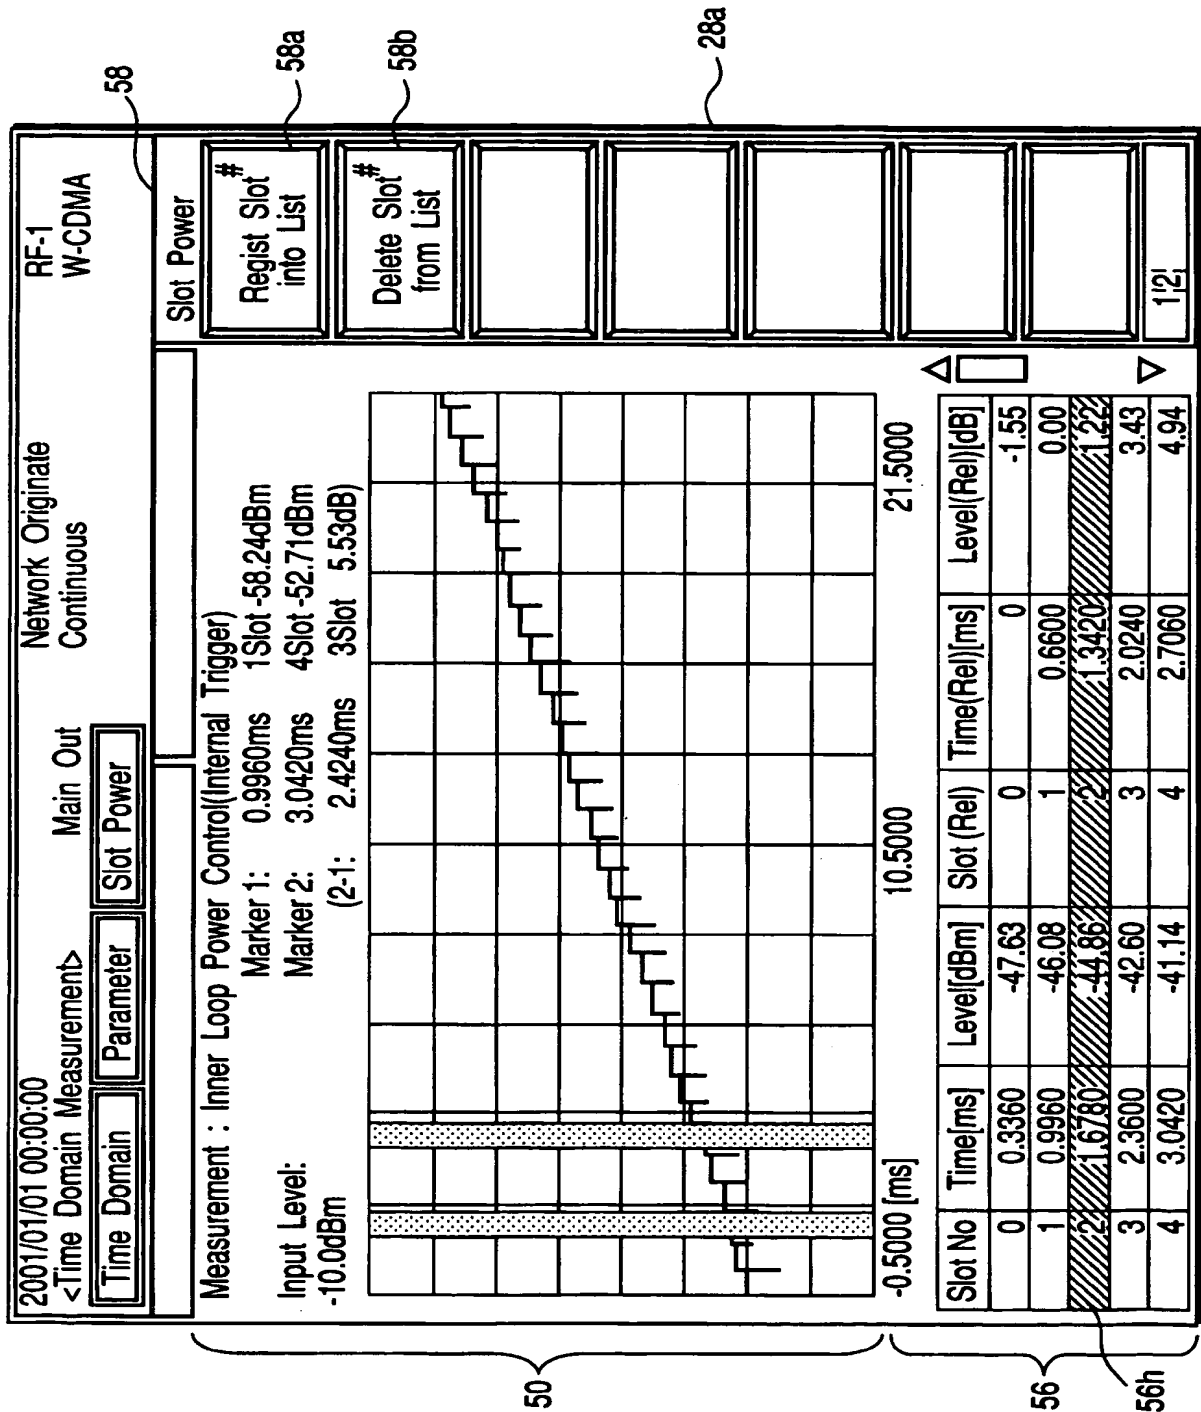 2001/01/01 00:00:00
<Time Domain Measurement> Main Out
Network Originate
Continuous
RF-1
W-CDMA
Time Domain Parameter Slot Power
58
Slot Power
Regist Slot #
into List
58a
Delete Slot #
from List
58b
28a
1 2
Measurement : Inner Loop Power Control(Internal Trigger)
Input Level:
-10.0dBm
Marker 1: 0.9960ms 1Slot -58.24dBm
Marker 2: 3.0420ms 4Slot -52.71dBm
(2-1: 2.4240ms 3Slot 5.53dB)
-0.5000 [ms] 10.5000 21.5000
50
Slot No Time[ms] Level[dBm] Slot (Rel) Time(Rel)[ms] Level(Rel)[dB]
0 0.3360 -47.63 0 0 -1.55
1 0.9960 -46.08 1 0.6600 0.00
2 1.6780 -44.86 2 1.3420 1.22
3 2.3600 -42.60 3 2.0240 3.43
4 3.0420 -41.14 4 2.7060 4.94
56
56h